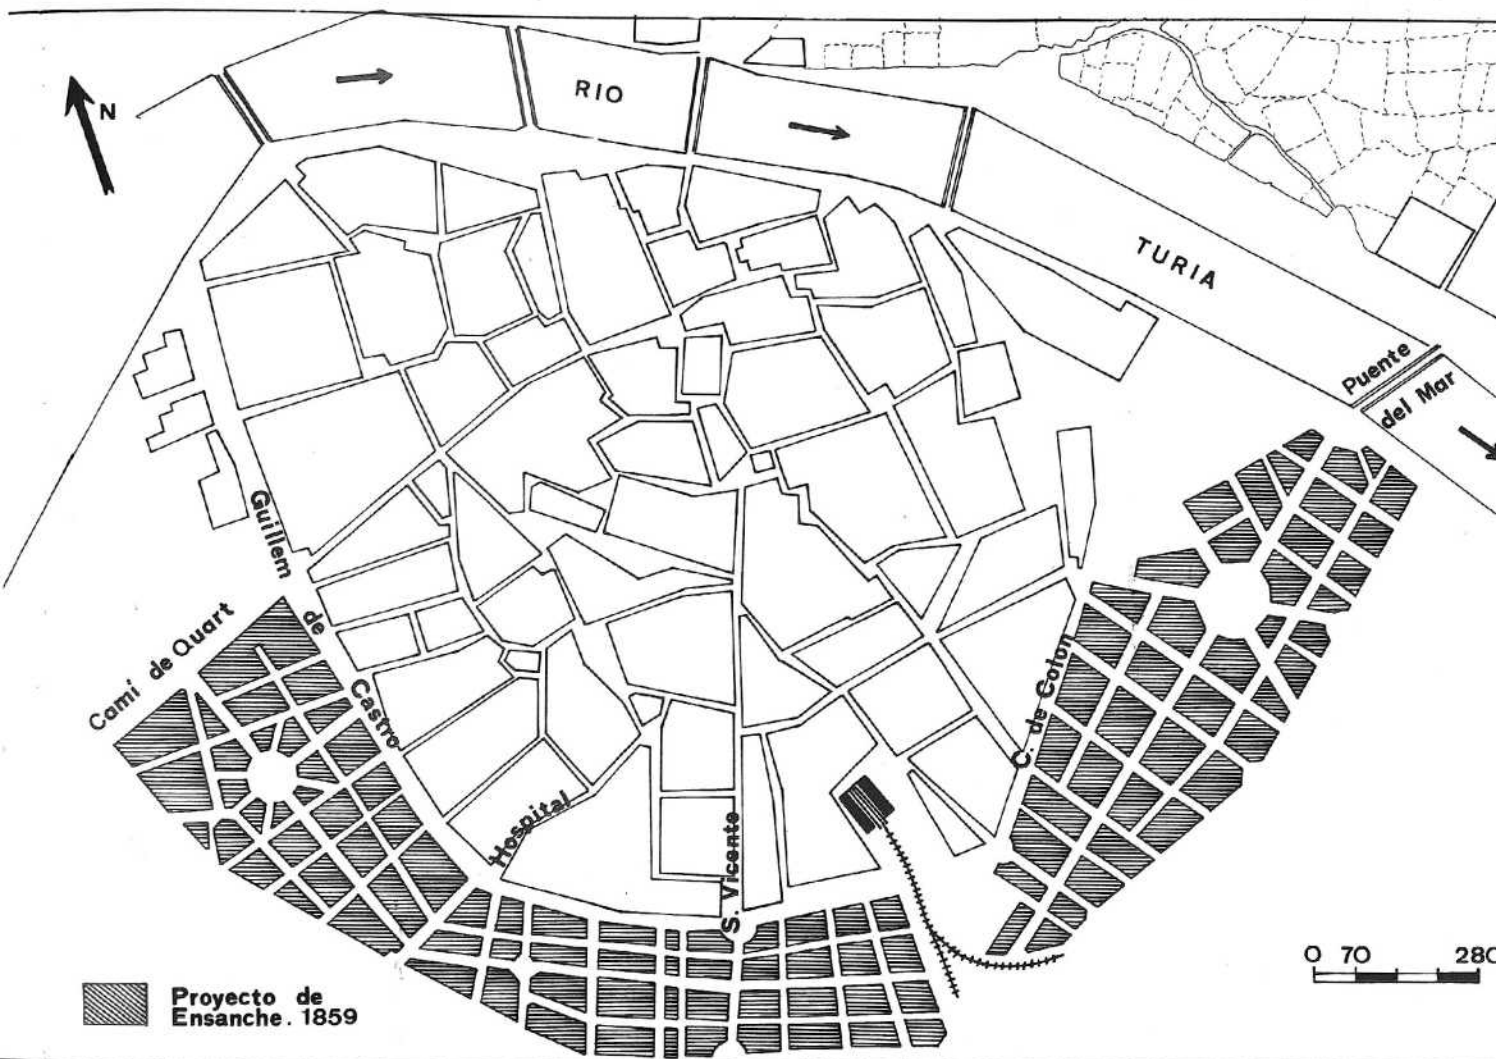 N
RIO
TURIA
Puente
del Mar
Guillem
de
Castro
Camí de Quart
Hospital
S. Vicente
C. de Colón
0 70 280
Proyecto de
Ensanche. 1859